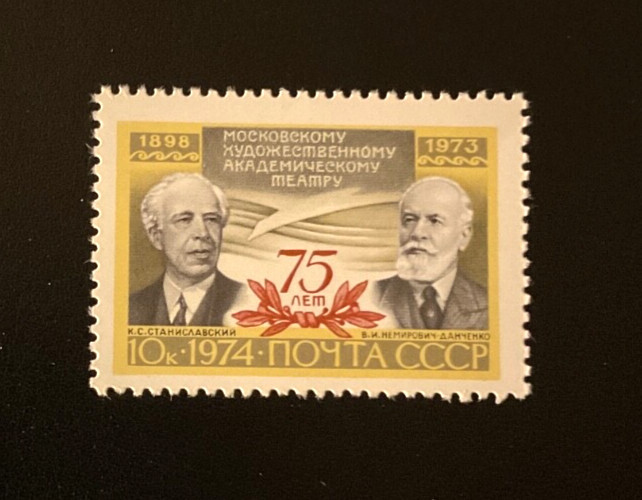 1898
МОСКОВСКОМУ
ХУДОЖЕСТВЕННОМУ
АКАДЕМИЧЕСКОМУ
ТЕАТРУ
1973
75
ЛЕТ
К.С.СТАНИСЛАВСКИЙ
В.И.НЕМИРОВИЧ-ДАНЧЕНКО
10к·1974·ПОЧТА СССР